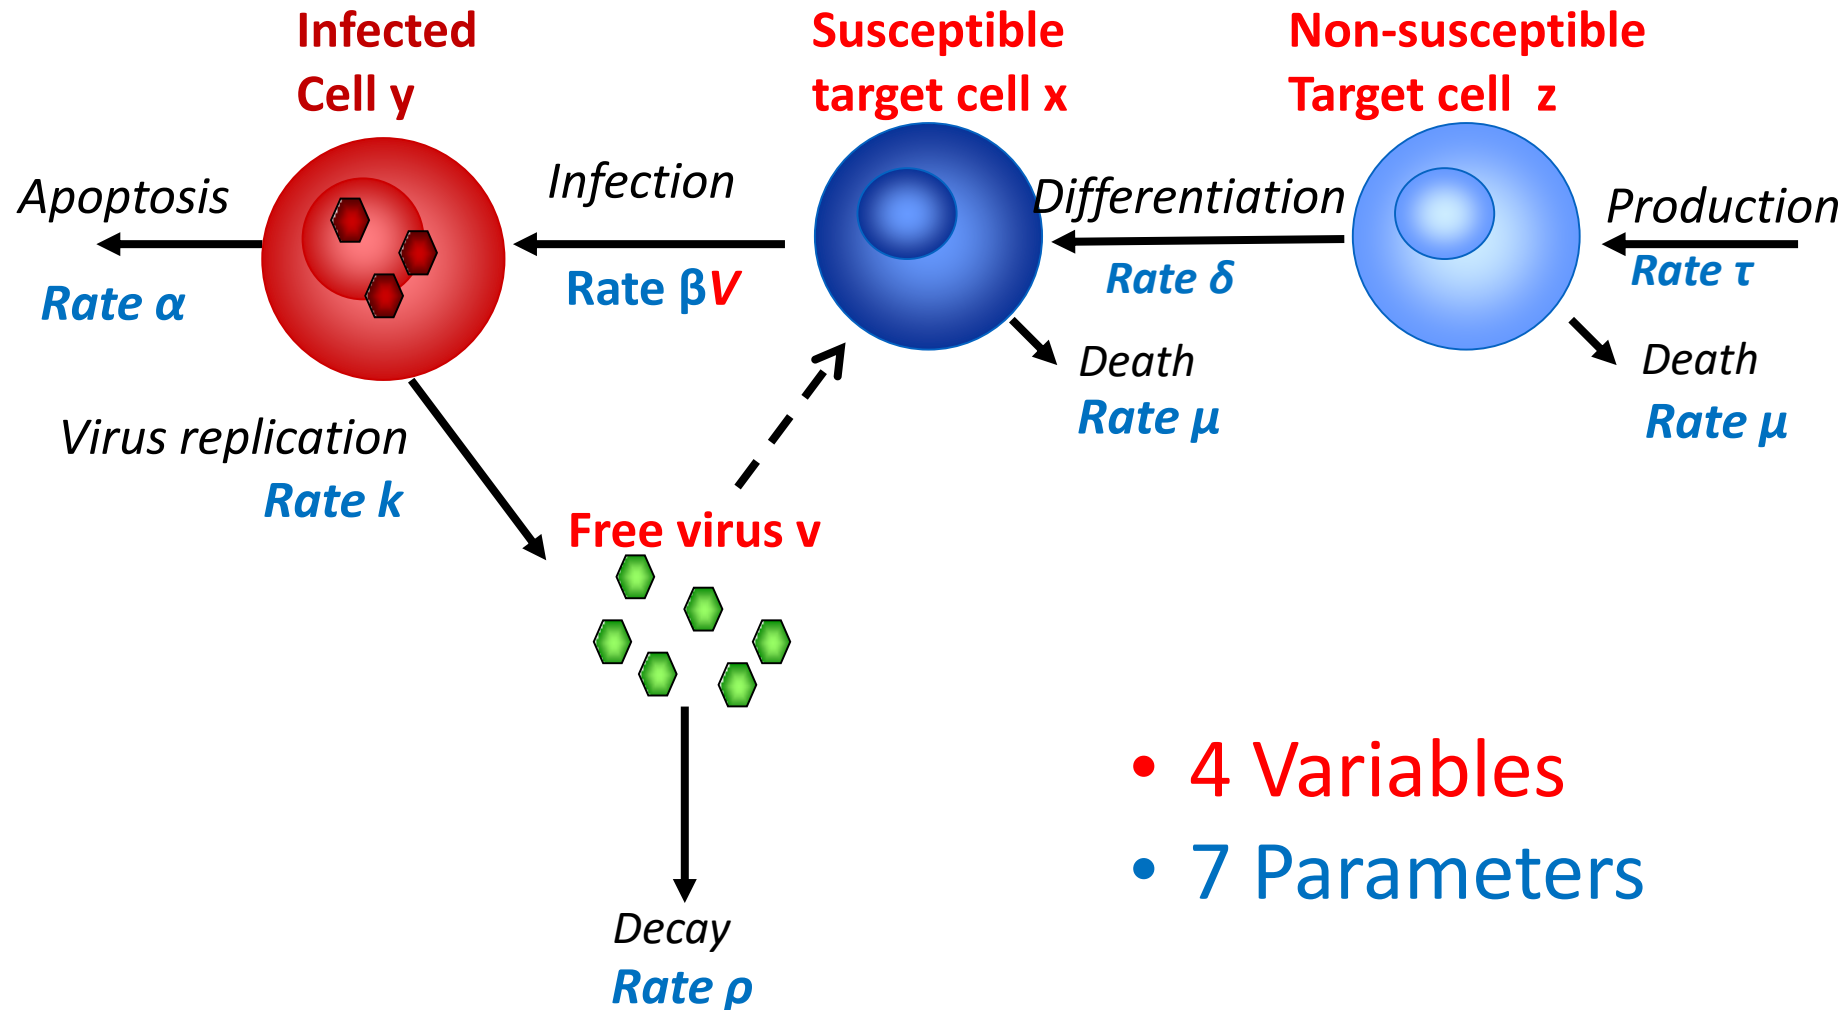 Infected
Cell y
Susceptible
target cell x
Non-susceptible
Target cell z
Apoptosis
Rate α
Infection
Rate βV
Differentiation
Rate δ
Production
Rate τ
Death
Rate μ
Death
Rate μ
Virus replication
Rate k
Free virus v
Decay
Rate ρ
• 4 Variables
• 7 Parameters